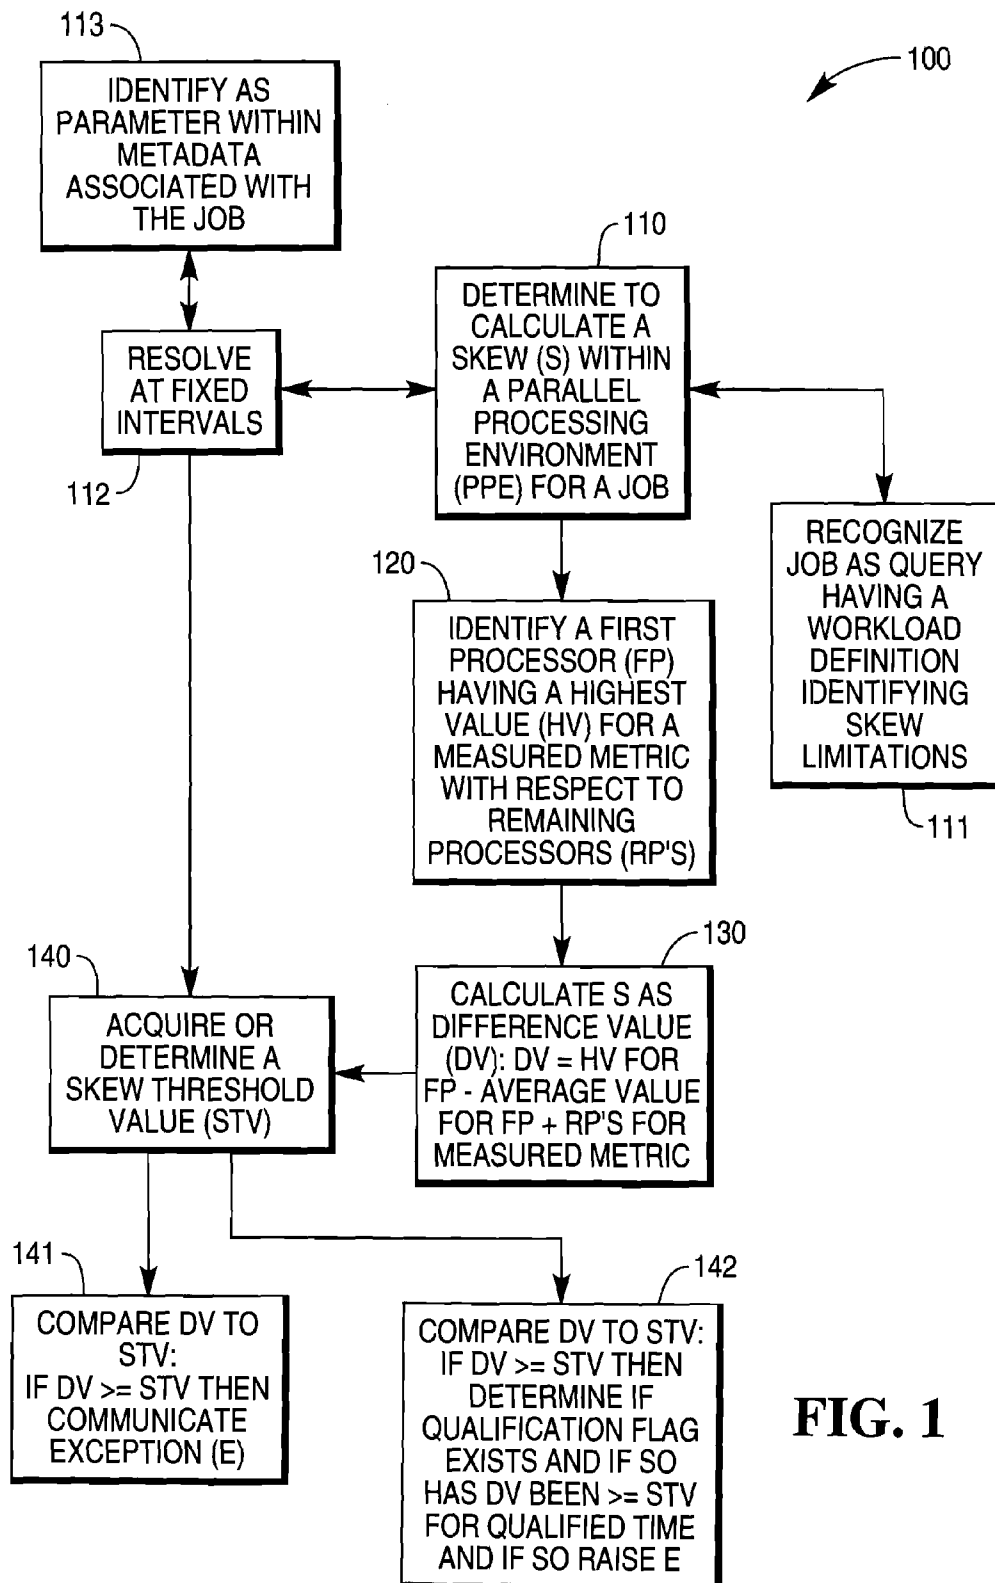 113
IDENTIFY AS
PARAMETER WITHIN
METADATA
ASSOCIATED WITH
THE JOB
100
110
DETERMINE TO
CALCULATE A
SKEW (S) WITHIN
A PARALLEL
PROCESSING
ENVIRONMENT
(PPE) FOR A JOB
RESOLVE
AT FIXED
INTERVALS
112
RECOGNIZE
JOB AS QUERY
HAVING A
WORKLOAD
DEFINITION
IDENTIFYING
SKEW
LIMITATIONS
111
120
IDENTIFY A FIRST
PROCESSOR (FP)
HAVING A HIGHEST
VALUE (HV) FOR A
MEASURED METRIC
WITH RESPECT TO
REMAINING
PROCESSORS (RP'S)
130
CALCULATE S AS
DIFFERENCE VALUE
(DV): DV = HV FOR
FP - AVERAGE VALUE
FOR FP + RP'S FOR
MEASURED METRIC
140
ACQUIRE OR
DETERMINE A
SKEW THRESHOLD
VALUE (STV)
141
COMPARE DV TO
STV:
IF DV >= STV THEN
COMMUNICATE
EXCEPTION (E)
142
COMPARE DV TO STV:
IF DV >= STV THEN
DETERMINE IF
QUALIFICATION FLAG
EXISTS AND IF SO
HAS DV BEEN >= STV
FOR QUALIFIED TIME
AND IF SO RAISE E
FIG. 1